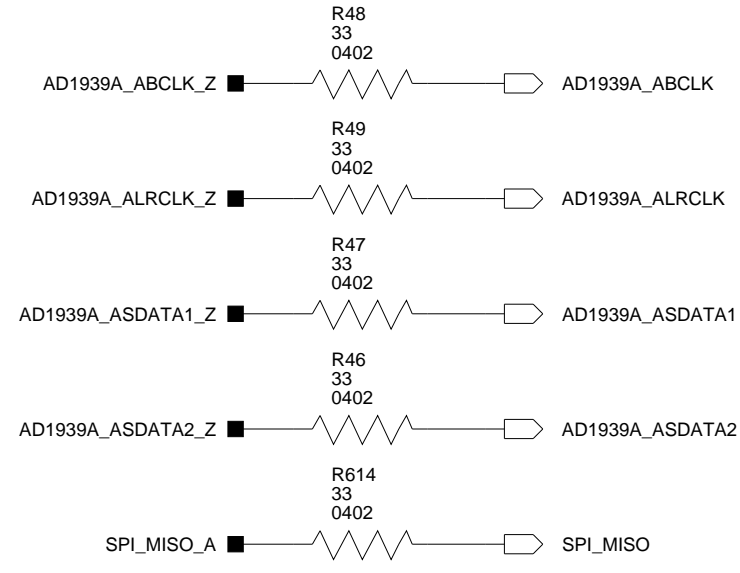 R48
33
0402
AD1939A_ABCLK_Z AD1939A_ABCLK
R49
33
0402
AD1939A_ALRCLK_Z AD1939A_ALRCLK
R47
33
0402
AD1939A_ASDATA1_Z AD1939A_ASDATA1
R46
33
0402
AD1939A_ASDATA2_Z AD1939A_ASDATA2
R614
33
0402
SPI_MISO_A SPI_MISO